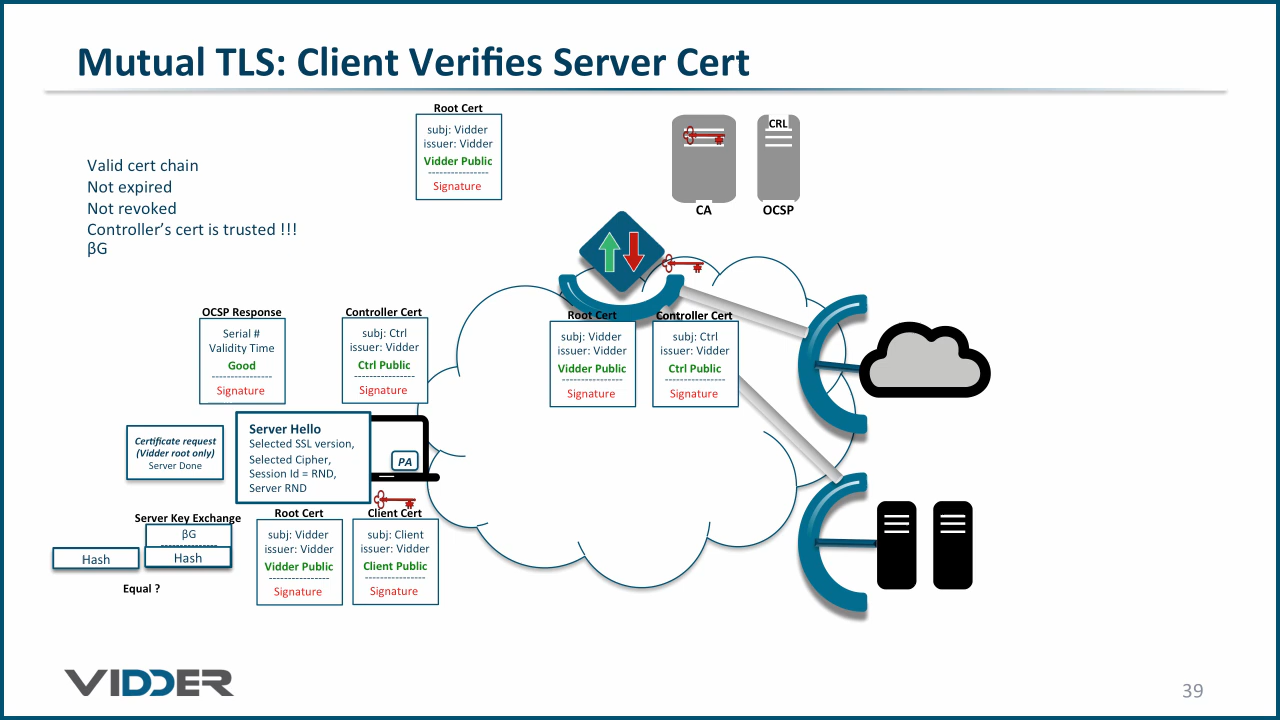 Mutual TLS: Client Verifies Server Cert
Root Cert
subj: Vidder
issuer: Vidder
Vidder Public
----------------
Signature
CRL
CA
OCSP
Valid cert chain
Not expired
Not revoked
Controller’s cert is trusted !!!
βG
OCSP Response
Serial #
Validity Time
Good
----------------
Signature
Controller Cert
subj: Ctrl
issuer: Vidder
Ctrl Public
----------------
Signature
Root Cert
subj: Vidder
issuer: Vidder
Vidder Public
----------------
Signature
Controller Cert
subj: Ctrl
issuer: Vidder
Ctrl Public
----------------
Signature
Certificate request
(Vidder root only)
Server Done
Server Hello
Selected SSL version,
Selected Cipher,
Session Id = RND,
Server RND
PA
Server Key Exchange
βG
----------------
Hash
Hash
Equal ?
Root Cert
subj: Vidder
issuer: Vidder
Vidder Public
----------------
Signature
Client Cert
subj: Client
issuer: Vidder
Client Public
----------------
Signature
VIDDER
39